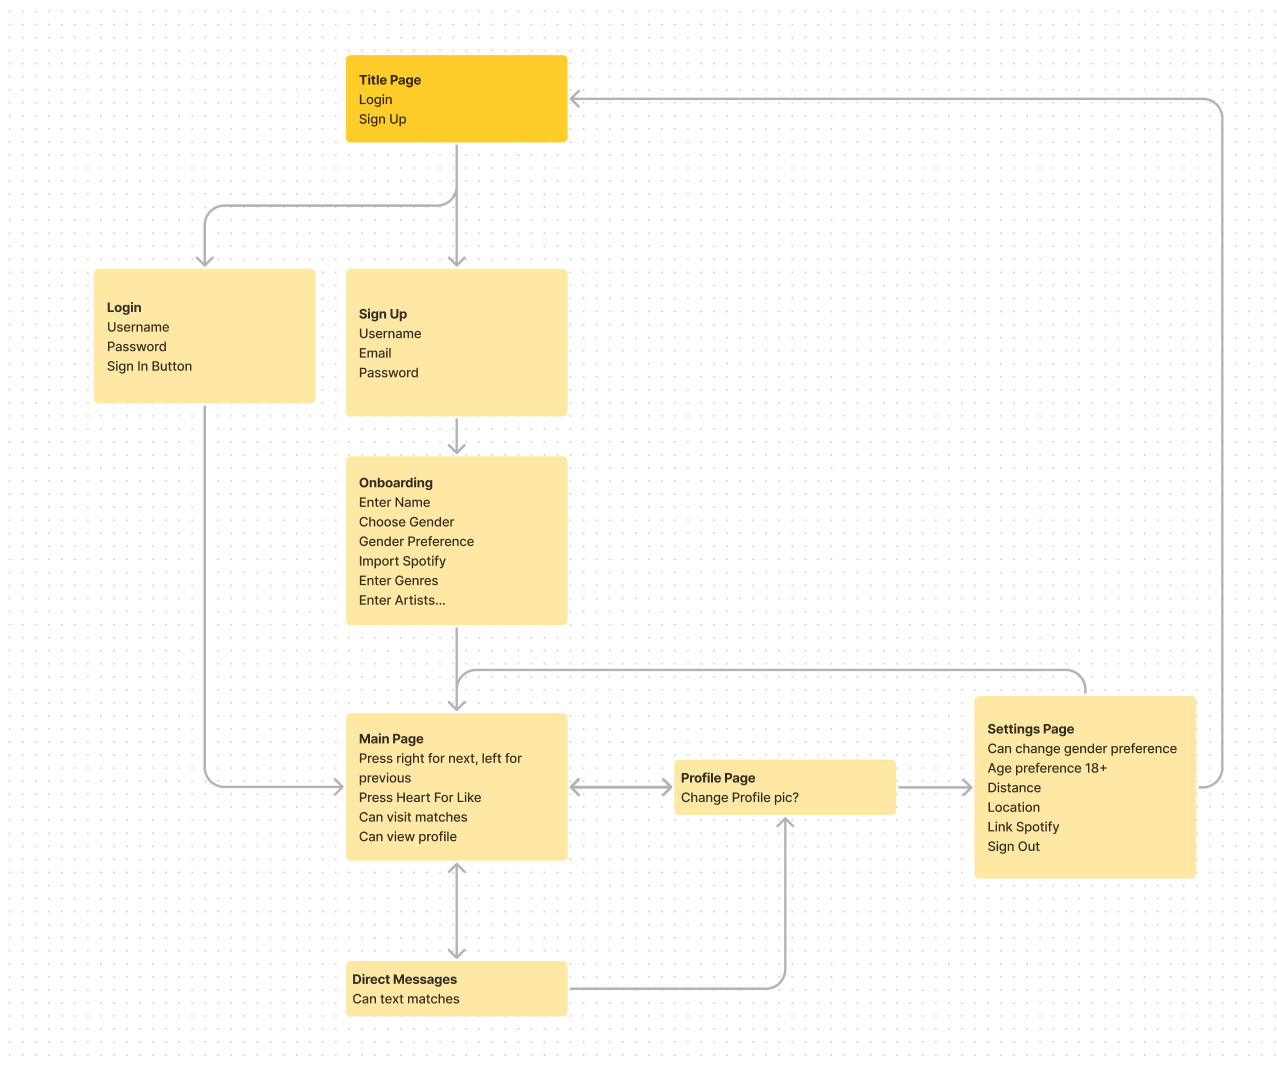 Title Page
Login
Sign Up
Login
Username
Password
Sign In Button
Sign Up
Username
Email
Password
Onboarding
Enter Name
Choose Gender
Gender Preference
Import Spotify
Enter Genres
Enter Artists...
Main Page
Press right for next, left for
previous
Press Heart For Like
Can visit matches
Can view profile
Profile Page
Change Profile pic?
Settings Page
Can change gender preference
Age preference 18+
Distance
Location
Link Spotify
Sign Out
Direct Messages
Can text matches